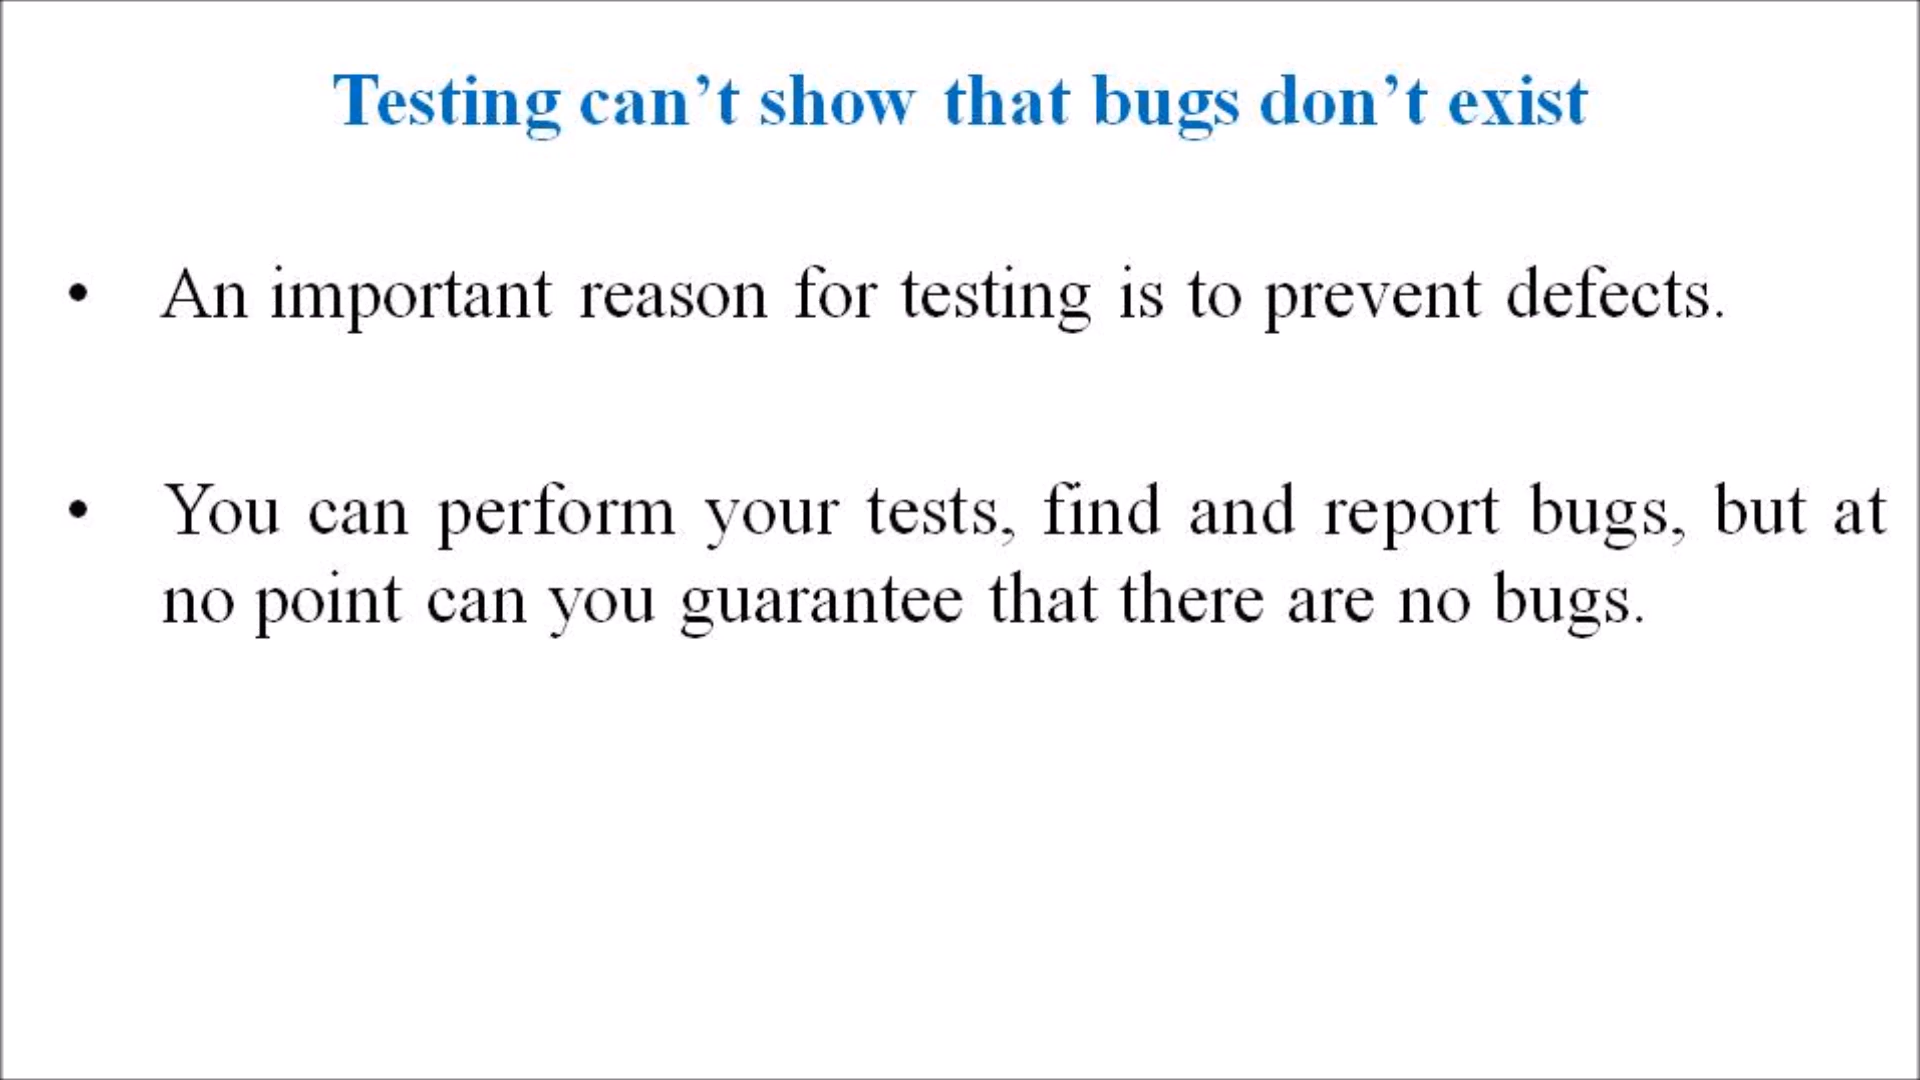 Testing can’t show that bugs don’t exist
• An important reason for testing is to prevent defects.
• You can perform your tests, find and report bugs, but at
no point can you guarantee that there are no bugs.